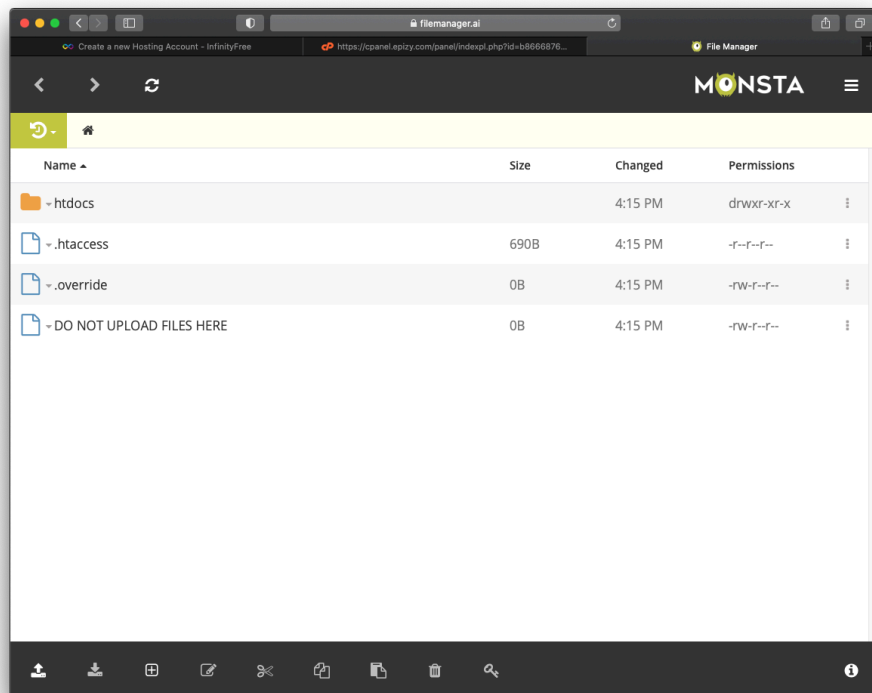 filemanager.ai
Create a new Hosting Account - InfinityFree
https://cpanel.epizy.com/panel/indexpl.php?id=b8666876...
File Manager
MONSTA
Name Size Changed Permissions
htdocs 4:15 PM drwxr-xr-x
.htaccess 690B 4:15 PM -r--r--r--
.override 0B 4:15 PM -rw-r--r--
DO NOT UPLOAD FILES HERE 0B 4:15 PM -rw-r--r--